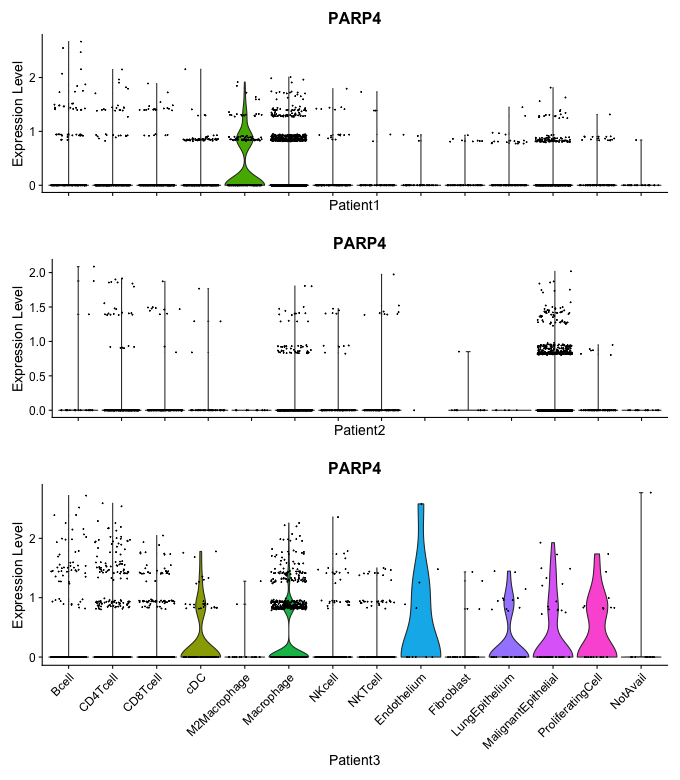 PARP4
Expression Level
2
1
0
Patient1
PARP4
Expression Level
2.0
1.5
1.0
0.5
0.0
Patient2
PARP4
Expression Level
2
1
0
Bcell
CD4Tcell
CD8Tcell
cDC
M2Macrophage
Macrophage
NKcell
NKTcell
Endothelium
Fibroblast
LungEpithelium
MalignantEpithelial
ProliferatingCell
NotAvail
Patient3